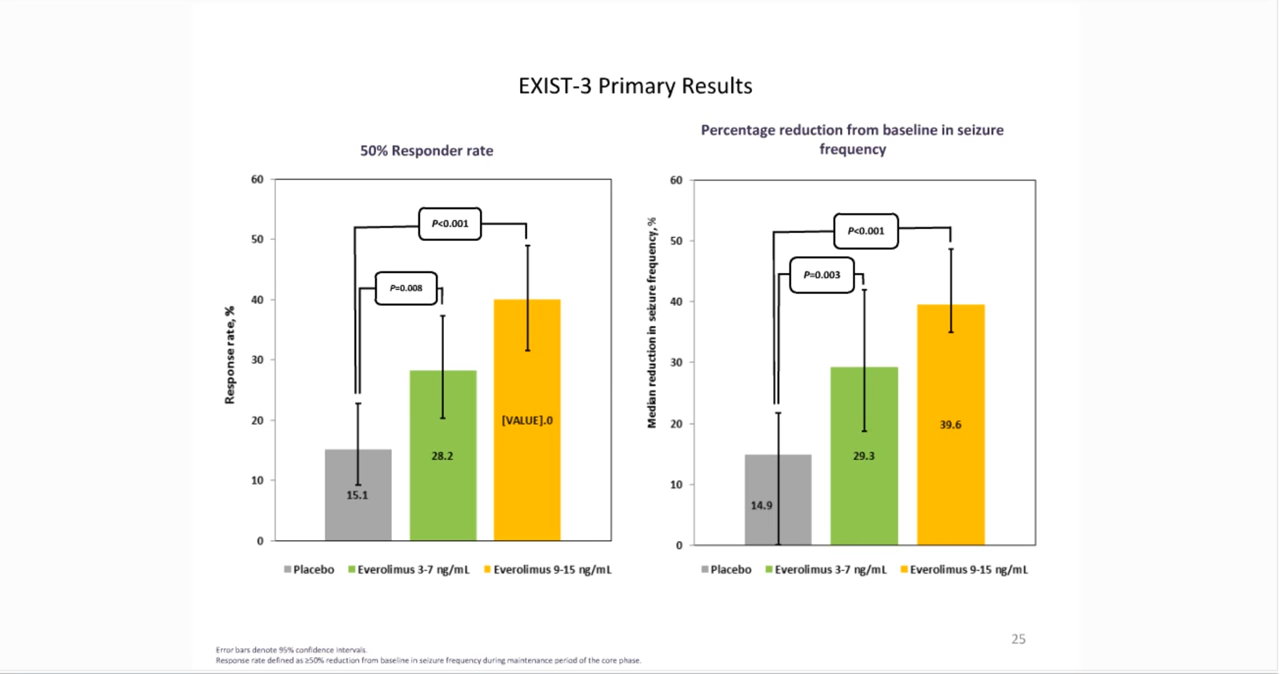 EXIST-3 Primary Results
50% Responder rate
60
50
40
30
20
10
0
Response rate, %
P<0.001
P=0.008
15.1
28.2
[VALUE].0
Placebo
Everolimus 3-7 ng/mL
Everolimus 9-15 ng/mL
Percentage reduction from baseline in seizure
frequency
60
50
40
30
20
10
0
Median reduction in seizure frequency, %
P<0.001
P=0.003
14.9
29.3
39.6
Placebo
Everolimus 3-7 ng/mL
Everolimus 9-15 ng/mL
25
Error bars denote 95% confidence intervals.
Response rate defined as ≥50% reduction from baseline in seizure frequency during maintenance period of the core phase.